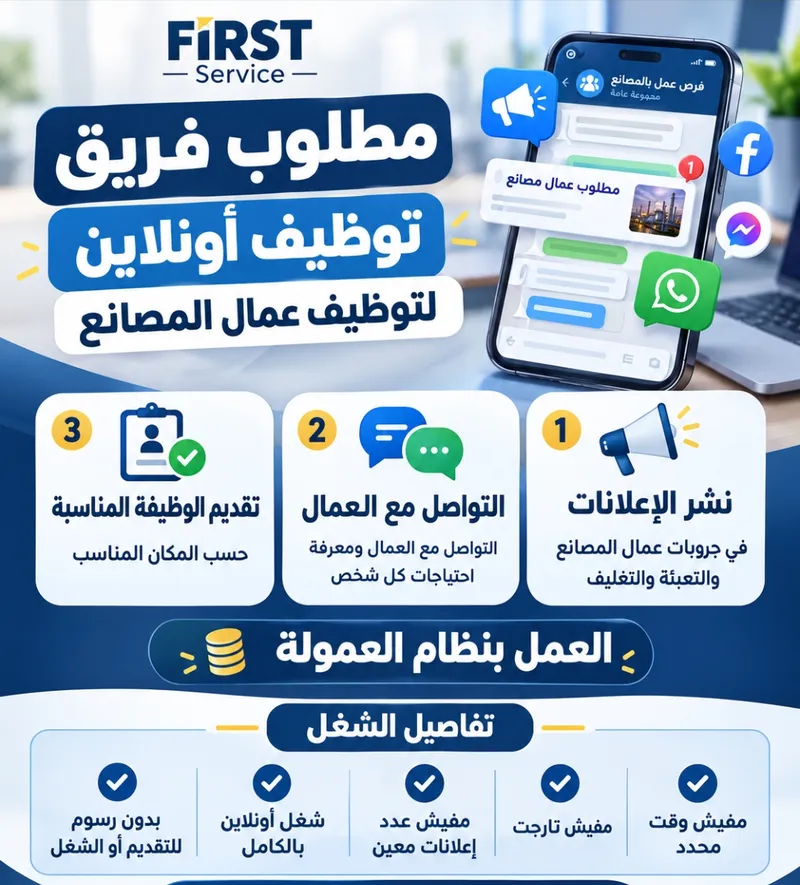 FiRST
Service
مطلوب فريق
توظيف أونلاين
لتوظيف عمال المصانع
فرص عمل بالمصانع
مجموعة عامة
مطلوب عمال مصانع
1
1
نشر الإعلانات
في جروبات عمال المصانع
والتعبئة والتغليف
2
التواصل مع العمال
التواصل مع العمال ومعرفة
احتياجات كل شخص
3
تقديم الوظيفة المناسبة
حسب المكان المناسب
العمل بنظام العمولة
تفاصيل الشغل
مفيش وقت
محدد
مفيش تارجت
مفيش عدد
إعلانات معين
شغل أونلاين
بالكامل
بدون رسوم
للتقديم أو الشغل